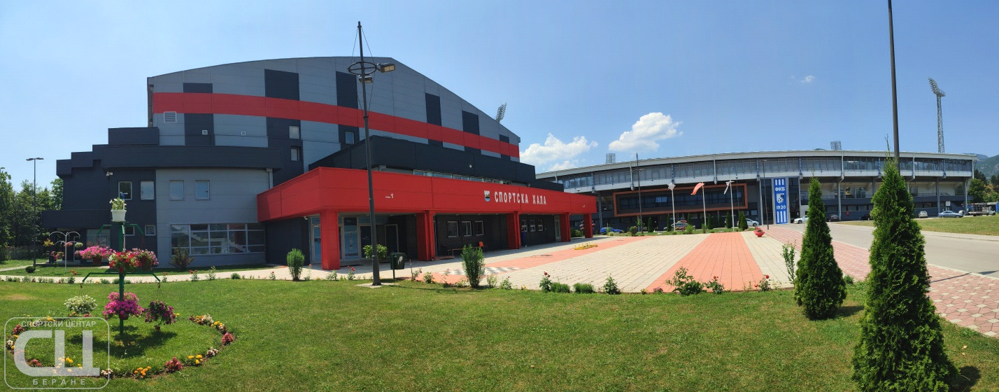 СПОРТСКА ХАЛА
ФКБ
1920
СПОРТСКИ ЦЕНТАР
СЦ
БЕРАНЕ